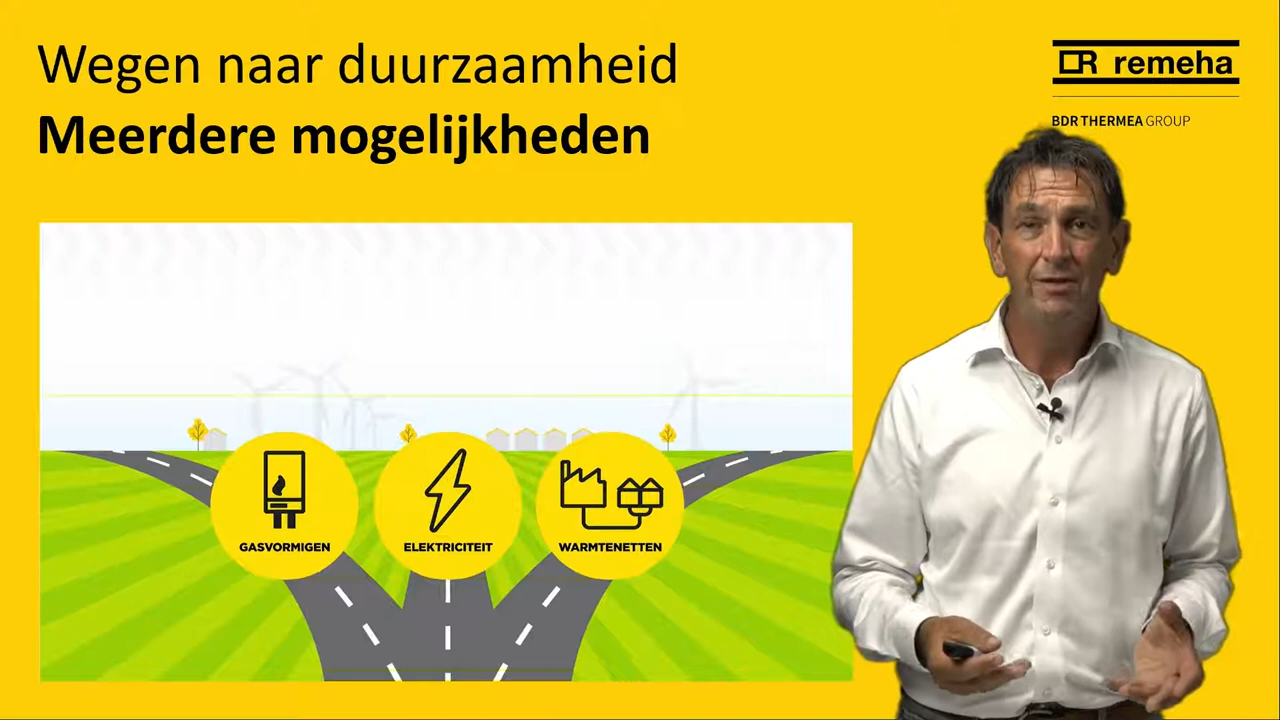 Wegen naar duurzaamheid
Meerdere mogelijkheden
remeha
BDR THERMEA GROUP
GASVORMIGEN
ELEKTRICITEIT
WARMTENETTEN